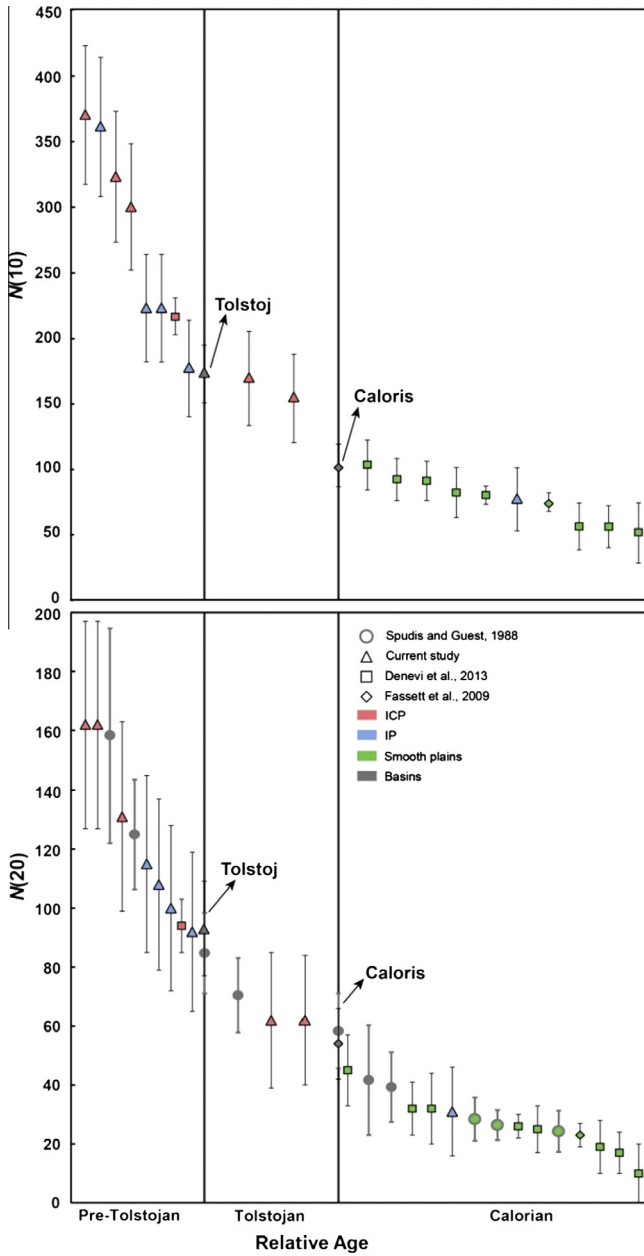 450
400
350
300
250
200
150
100
50
0
N(10)
Tolstoj
Caloris
200
180
160
140
120
100
80
60
40
20
0
N(20)
Spudis and Guest, 1988
Current study
Denevi et al., 2013
Fassett et al., 2009
ICP
IP
Smooth plains
Basins
Tolstoj
Caloris
Pre-Tolstojan
Tolstojan
Calorian
Relative Age